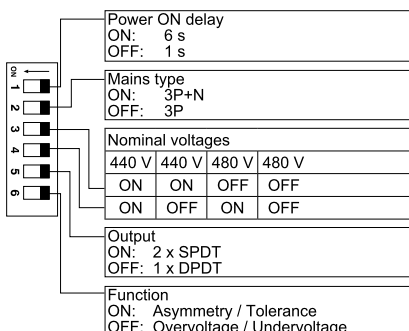 Power ON delay
ON: 6 s
OFF: 1 s
ON
1
2
3
4
5
6
Mains type
ON: 3P+N
OFF: 3P
Nominal voltages
440 V 440 V 480 V 480 V
ON ON OFF OFF
ON OFF ON OFF
Output
ON: 2 x SPDT
OFF: 1 x DPDT
Function
ON: Asymmetry / Tolerance
OFF: Overvoltage / Undervoltage